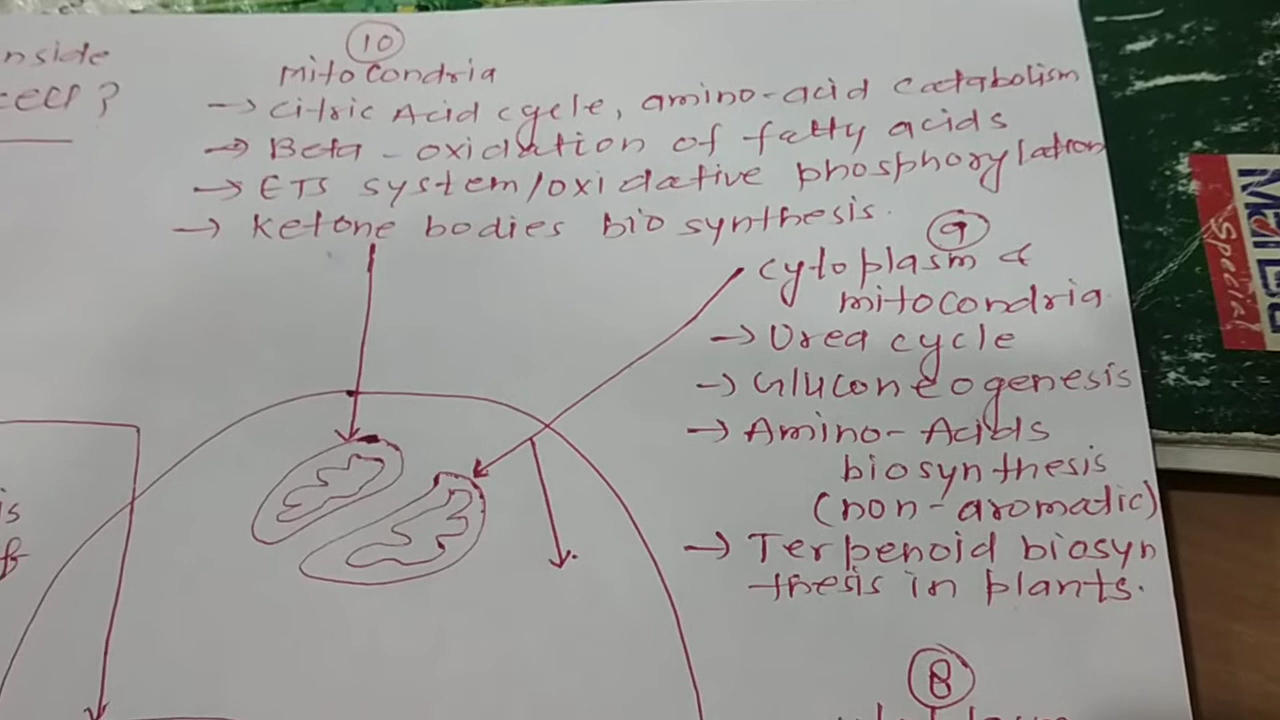 nside
cell?
10
Mitocondria
→ Citric Acid cycle, amino-acid catabolism
→ Beta-oxidation of fatty acids
→ ETS system/oxidative phosphorylation
→ Ketone bodies biosynthesis.
9
cytoplasm &
mitocondria
→ Urea cycle
→ Gluconeogenesis
→ Amino-Acids
biosynthesis
(non-aromatic)
→ Terpenoid biosyn
thesis in plants.
is
8
Special